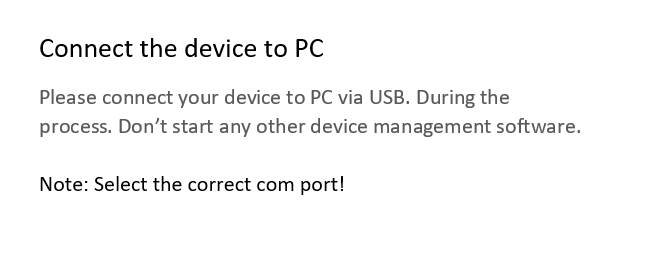 Connect the device to PC
Please connect your device to PC via USB. During the
process. Don’t start any other device management software.
Note: Select the correct com port!